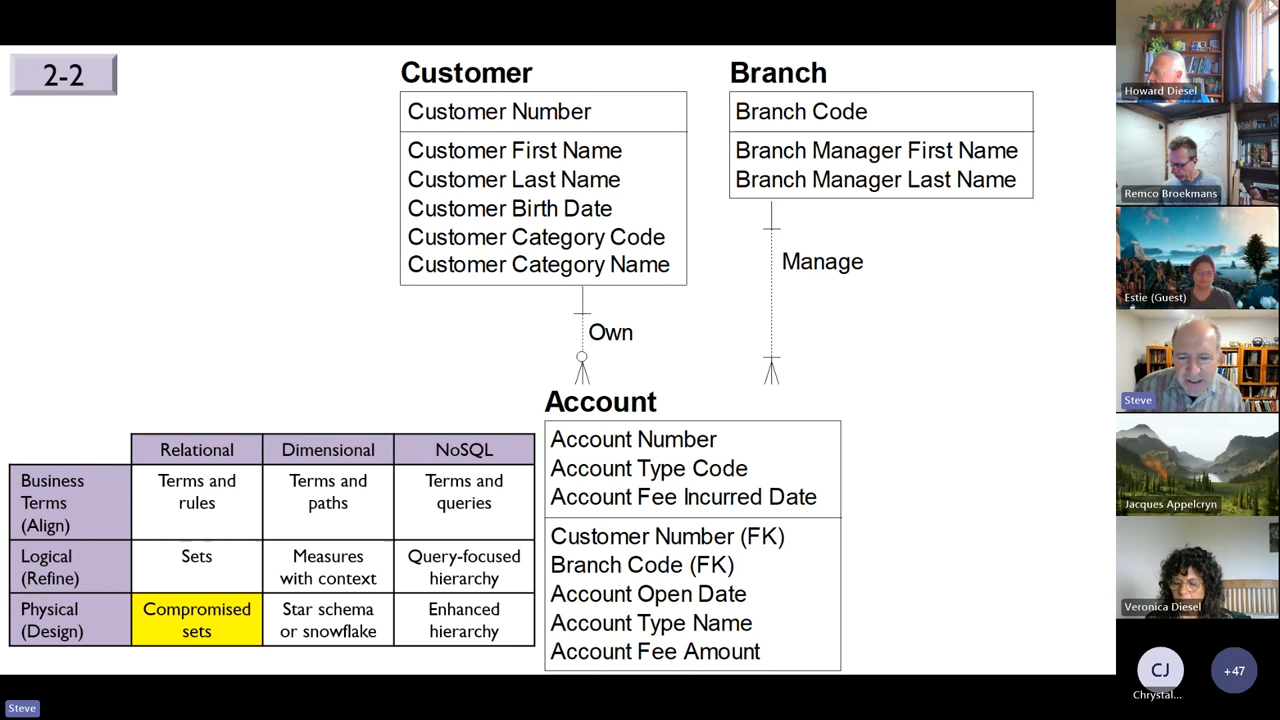 2-2
Customer
Customer Number
Customer First Name
Customer Last Name
Customer Birth Date
Customer Category Code
Customer Category Name
Branch
Branch Code
Branch Manager First Name
Branch Manager Last Name
Own
Manage
Account
Account Number
Account Type Code
Account Fee Incurred Date
Customer Number (FK)
Branch Code (FK)
Account Open Date
Account Type Name
Account Fee Amount
Relational Dimensional NoSQL
Business Terms and Terms and Terms and
Terms rules paths queries
(Align)
Logical Sets Measures Query-focused
(Refine) with context hierarchy
Physical Compromised Star schema Enhanced
(Design) sets or snowflake hierarchy
Howard Diesel
Remco Broekmans
Estie (Guest)
Steve
Jacques Appelcryn
Veronica Diesel
CJ
Chrystal...
+47
Steve